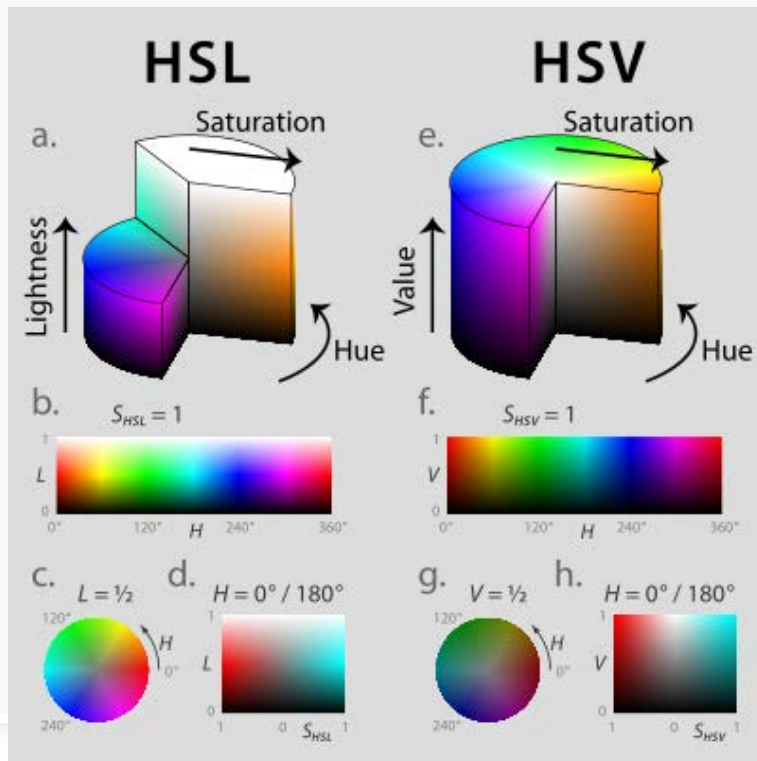 HSL
a.
Saturation
Lightness
Hue
b.
S_HSL = 1
1
L
0
0°
120°
H
240°
360°
c.
L = ½
120°
H
0°
240°
d.
H = 0° / 180°
1
L
0
1
0
S_HSL
1
HSV
e.
Saturation
Value
Hue
f.
S_HSV = 1
1
V
0
0°
120°
H
240°
360°
g.
V = ½
120°
H
0°
240°
h.
H = 0° / 180°
1
V
0
1
0
S_HSV
1